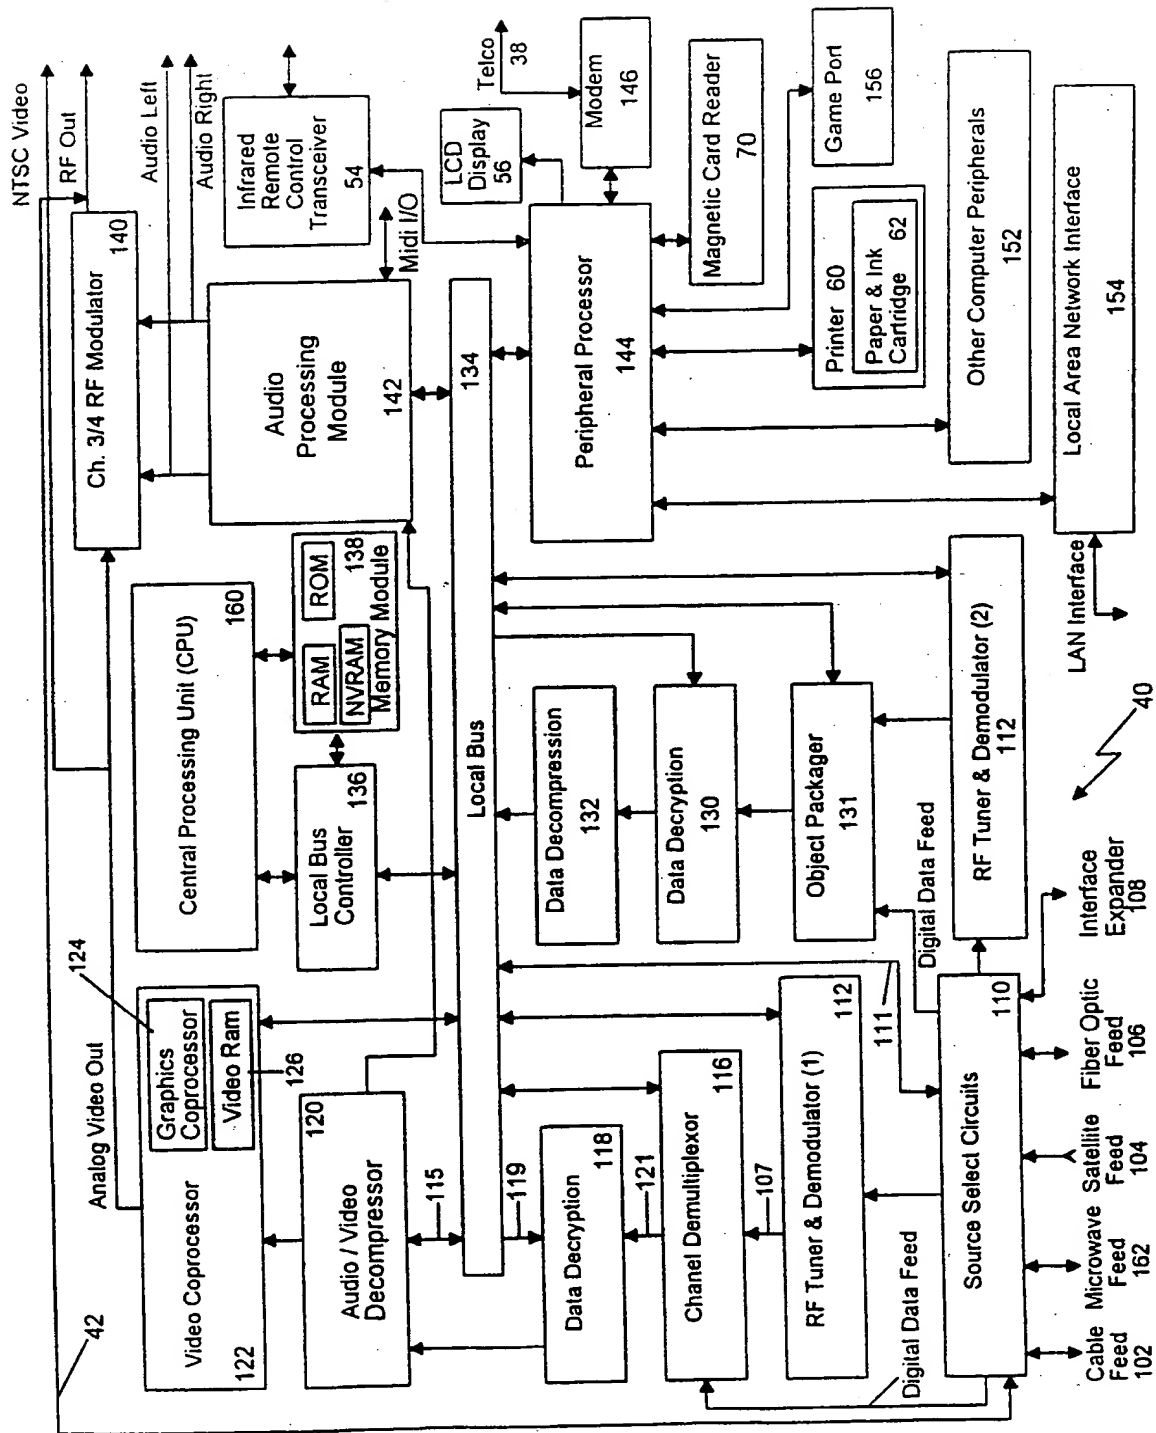 NTSC Video
RF Out
Audio Left
Audio Right
42
Analog Video Out
124
Video Coprocessor
122
Graphics
Coprocessor
Video Ram
126
Central Processing Unit (CPU)
160
Ch. 3/4 RF Modulator
140
Audio
Processing
Module
142
Midi I/O
Infrared
Remote
Control
Transceiver
54
Audio / Video
Decompressor
120
Local Bus
Controller
136
RAM
ROM
NVRAM
138
Memory Module
115
119
Local Bus
134
LCD
Display
56
Telco
38
Modem
146
Peripheral Processor
144
Magnetic Card Reader
70
Game Port
156
Printer 60
Paper & Ink
Cartridge
62
Other Computer Peripherals
152
Local Area Network Interface
154
LAN Interface
Data Decryption
118
121
Chanel Demultiplexor
116
107
RF Tuner & Demodulator (1)
112
Data Decompression
132
Data Decryption
130
Object Packager
131
RF Tuner & Demodulator (2)
112
Digital Data Feed
111
Digital Data Feed
Source Select Circuits
110
Cable
Feed
102
Microwave
Feed
162
Satellite
Feed
104
Fiber Optic
Feed
106
Interface
Expander
108
40